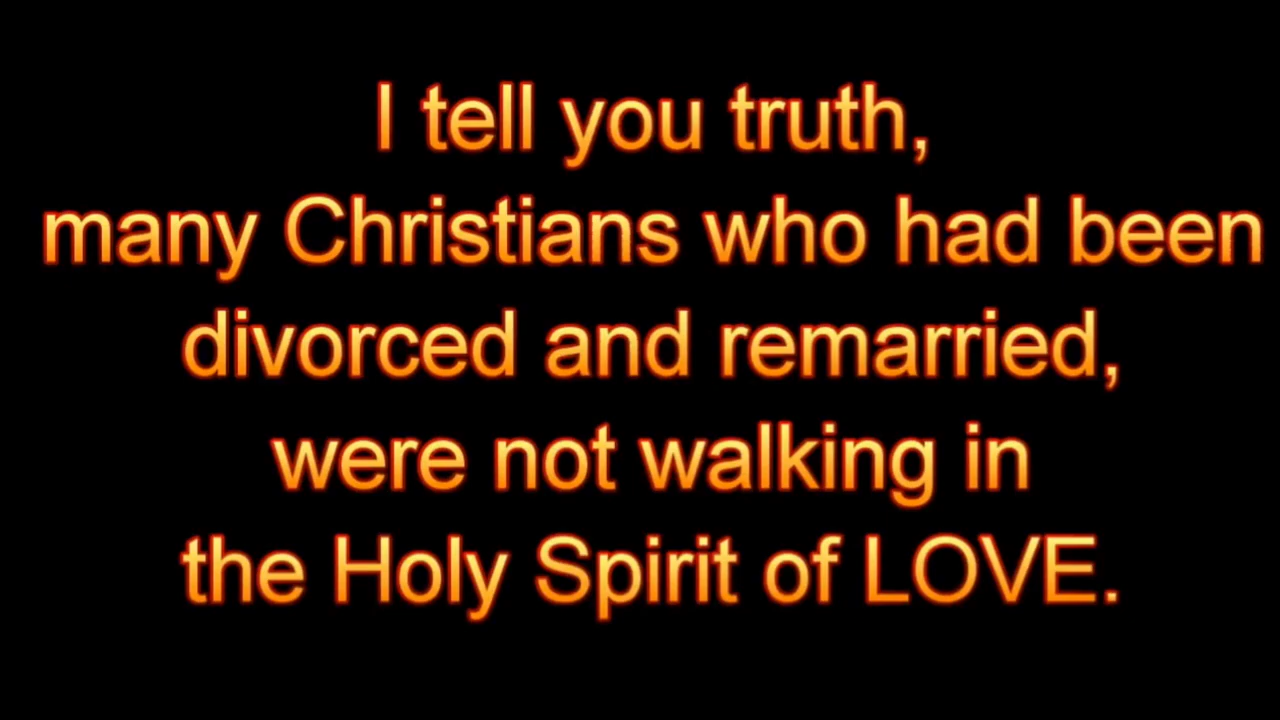 I tell you truth,
many Christians who had been
divorced and remarried,
were not walking in
the Holy Spirit of LOVE.